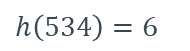 h(534) = 6